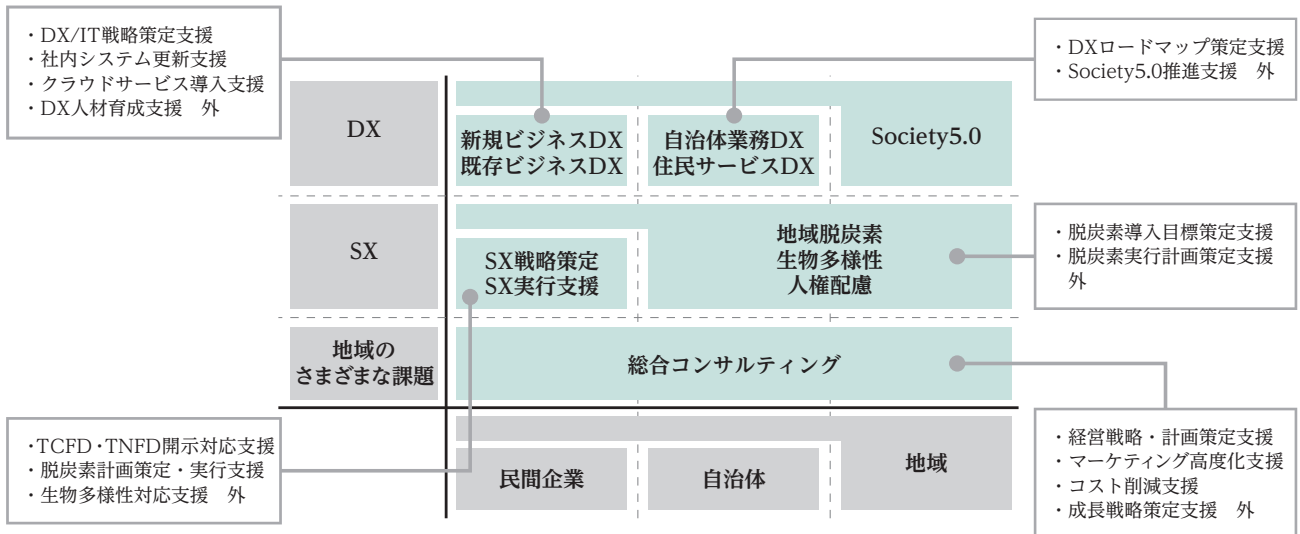 ・DX/IT戦略策定支援
・社内システム更新支援
・クラウドサービス導入支援
・DX人材育成支援　外
・DXロードマップ策定支援
・Society5.0推進支援　外
DX
新規ビジネスDX
既存ビジネスDX
自治体業務DX
住民サービスDX
Society5.0
SX
SX戦略策定
SX実行支援
地域脱炭素
生物多様性
人権配慮
・脱炭素導入目標策定支援
・脱炭素実行計画策定支援
外
地域の
さまざまな課題
総合コンサルティング
・TCFD・TNFD開示対応支援
・脱炭素計画策定・実行支援
・生物多様性対応支援　外
民間企業
自治体
地域
・経営戦略・計画策定支援
・マーケティング高度化支援
・コスト削減支援
・成長戦略策定支援　外